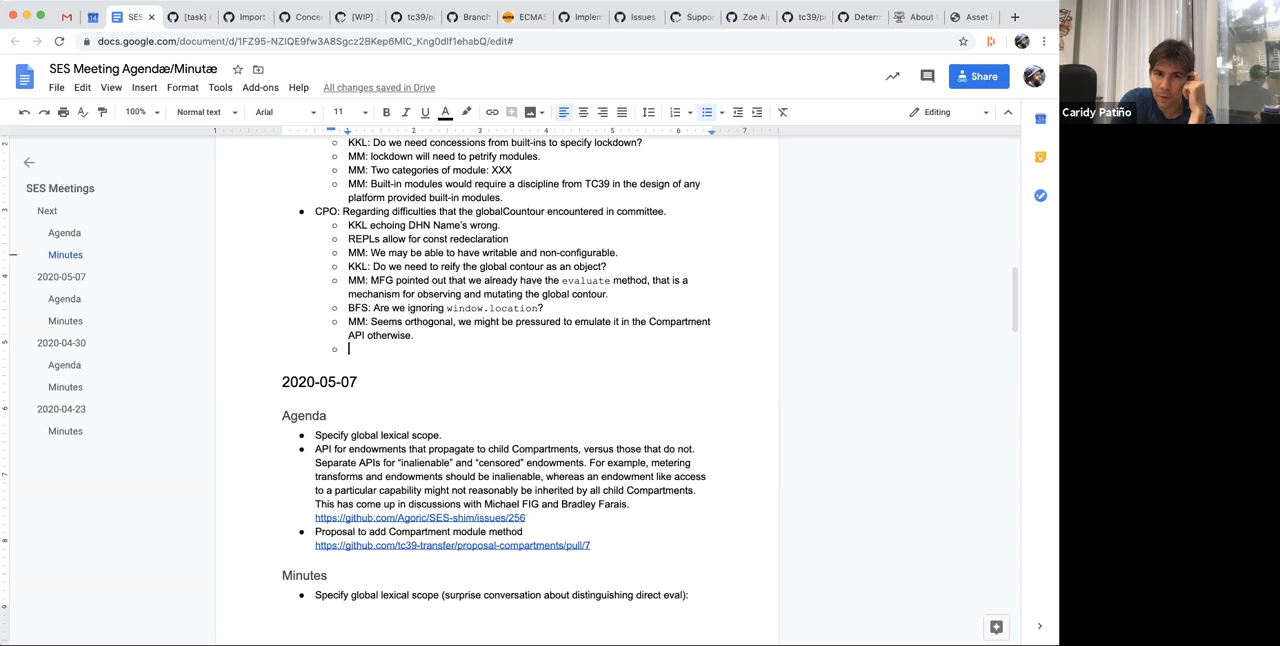 SES
[task]
Import
Conce
[WIP]
tc39/p
Branch
ECMAS
Implem
Issues
Suppo
Zoe Al
tc39/p
Determ
About
Asset
docs.google.com/document/d/1FZ95-NZIQE9fw3A8Sgcz2BKep6MIC_Kng0dlf1ehabQ/edit#
SES Meeting Agendæ/Minutæ
File Edit View Insert Format Tools Add-ons Help All changes saved in Drive
Share
100% Normal text Arial 11 Editing
1 1 2 3 4 5 6 7
SES Meetings
Next
Agenda
Minutes
2020-05-07
Agenda
Minutes
2020-04-30
Agenda
Minutes
2020-04-23
Minutes
KKL: Do we need concessions from built-ins to specify lockdown?
MM: lockdown will need to petrify modules.
MM: Two categories of module: XXX
MM: Built-in modules would require a discipline from TC39 in the design of any
platform provided built-in modules.
CPO: Regarding difficulties that the globalCountour encountered in committee.
KKL echoing DHN Name's wrong.
REPLs allow for const redeclaration
MM: We may be able to have writable and non-configurable.
KKL: Do we need to reify the global contour as an object?
MM: MFG pointed out that we already have the evaluate method, that is a
mechanism for observing and mutating the global contour.
BFS: Are we ignoring window.location?
MM: Seems orthogonal, we might be pressured to emulate it in the Compartment
API otherwise.
2020-05-07
Agenda
Specify global lexical scope.
API for endowments that propagate to child Compartments, versus those that do not.
Separate APIs for “inalienable” and “censored” endowments. For example, metering
transforms and endowments should be inalienable, whereas an endowment like access
to a particular capability might not reasonably be inherited by all child Compartments.
This has come up in discussions with Michael FIG and Bradley Farais.
https://github.com/Agoric/SES-shim/issues/256
Proposal to add Compartment module method
https://github.com/tc39-transfer/proposal-compartments/pull/7
Minutes
Specify global lexical scope (surprise conversation about distinguishing direct eval):
Caridy Patiño